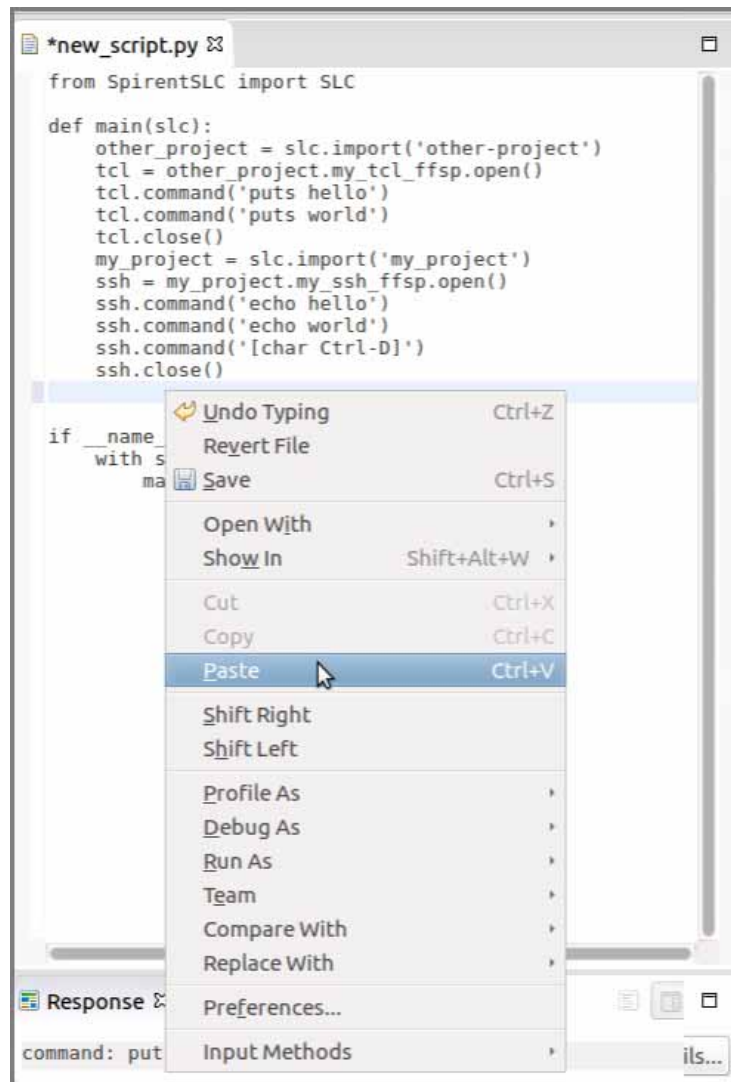 *new_script.py
from SpirentSLC import SLC
def main(slc):
other_project = slc.import('other-project')
tcl = other_project.my_tcl_ffsp.open()
tcl.command('puts hello')
tcl.command('puts world')
tcl.close()
my_project = slc.import('my_project')
ssh = my_project.my_ssh_ffsp.open()
ssh.command('echo hello')
ssh.command('echo world')
ssh.command('[char Ctrl-D]')
ssh.close()
if __name_
with s
ma
Undo Typing Ctrl+Z
Revert File
Save Ctrl+S
Open With
Show In Shift+Alt+W
Cut Ctrl+X
Copy Ctrl+C
Paste Ctrl+V
Shift Right
Shift Left
Profile As
Debug As
Run As
Team
Compare With
Replace With
Preferences...
Input Methods
Response
command: put
ils...